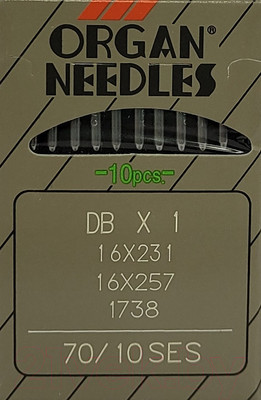 ORGAN®
NEEDLES
-10pcs.-
DB X 1
16X231
16X257
1738
70/10 SES